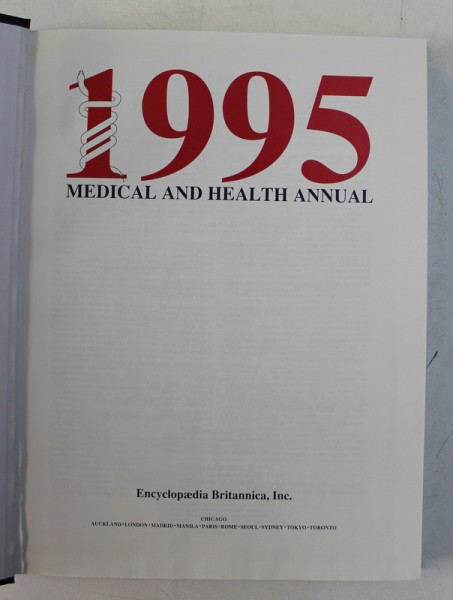 1995
MEDICAL AND HEALTH ANNUAL
Encyclopædia Britannica, Inc.
CHICAGO
AUCKLAND•LONDON•MADRID•MANILA•PARIS•ROME•SEOUL•SYDNEY•TOKYO•TORONTO